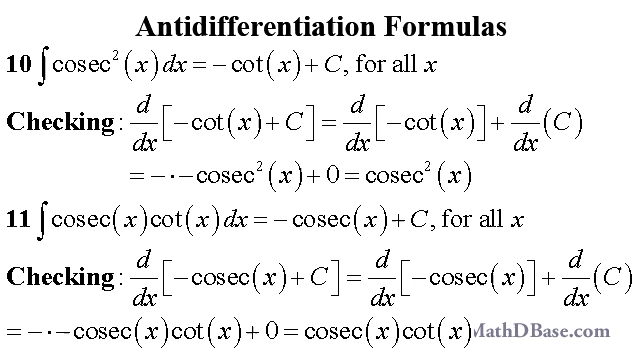 Antidifferentiation Formulas
10 ∫cosec²(x)dx = −cot(x) + C, for all x
Checking: d/dx[−cot(x) + C] = d/dx[−cot(x)] + d/dx(C)
= −·−cosec²(x) + 0 = cosec²(x)
11 ∫cosec(x)cot(x)dx = −cosec(x) + C, for all x
Checking: d/dx[−cosec(x) + C] = d/dx[−cosec(x)] + d/dx(C)
= −·−cosec(x)cot(x) + 0 = cosec(x)cot(x) MathDBase.com